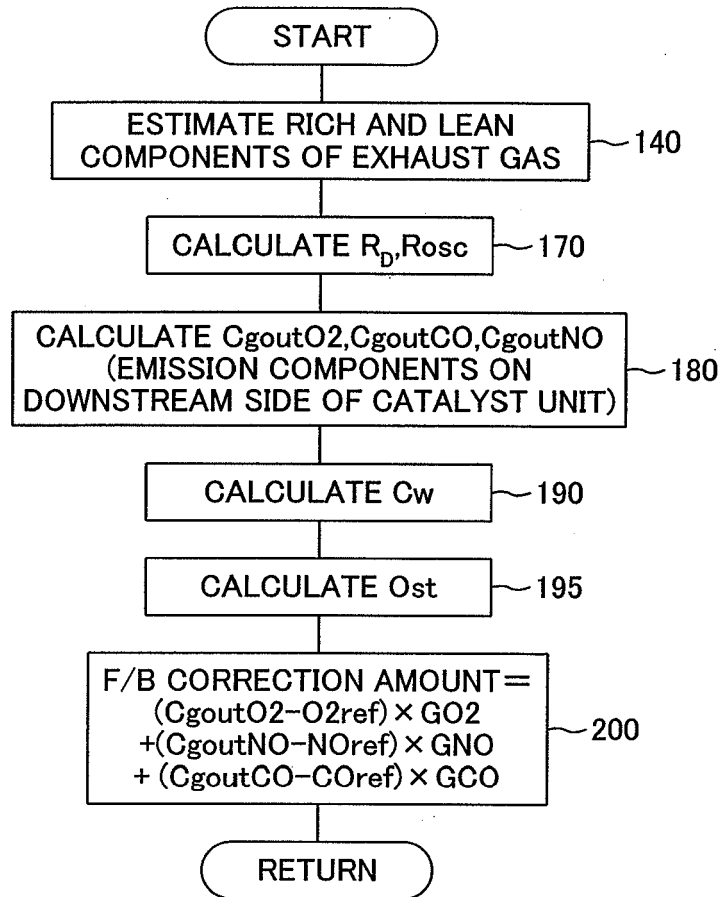 START
ESTIMATE RICH AND LEAN
COMPONENTS OF EXHAUST GAS
140
CALCULATE R_D,Rosc
170
CALCULATE CgoutO2,CgoutCO,CgoutNO
(EMISSION COMPONENTS ON
DOWNSTREAM SIDE OF CATALYST UNIT)
180
CALCULATE Cw
190
CALCULATE Ost
195
F/B CORRECTION AMOUNT=
(CgoutO2-O2ref)×GO2
+(CgoutNO-NOref)×GNO
+(CgoutCO-COref)×GCO
200
RETURN